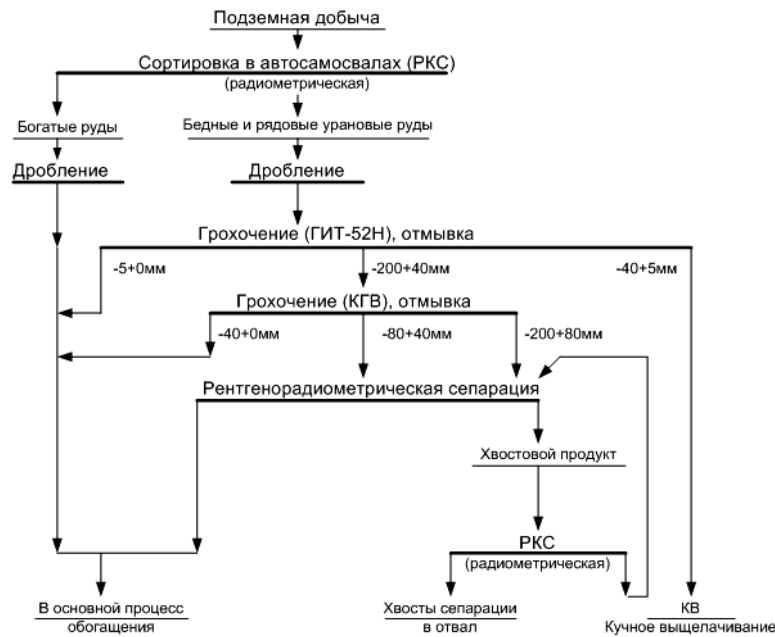 Подземная добыча
Сортировка в автосамосвалах (РКС)
(радиометрическая)
Богатые руды
Бедные и рядовые урановые руды
Дробление
Дробление
Грохочение (ГИТ-52Н), отмывка
-5+0мм
-200+40мм
-40+5мм
Грохочение (КГВ), отмывка
-40+0мм
-80+40мм
-200+80мм
Рентгенорадиометрическая сепарация
Хвостовой продукт
РКС
(радиометрическая)
В основной процесс
обогащения
Хвосты сепарации
в отвал
КВ
Кучное выщелачивание